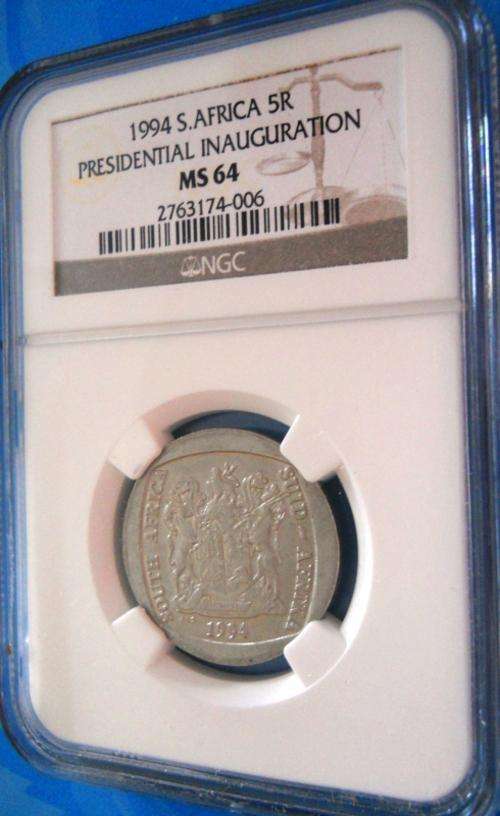 1994 S.AFRICA 5R
PRESIDENTIAL INAUGURATION
MS 64
2763174-006
NGC
SOUTH AFRICA
SUID-AFRIKA
1994